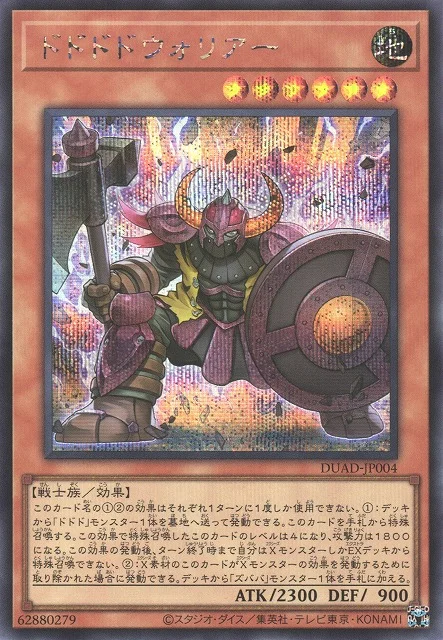 ドドドドウォリアー
地
DUAD-JP004
【戦士族／効果】
このカード名の①②の効果はそれぞれ1ターンに1度しか使用できない。①：デッキ
から「ドドド」モンスター1体を墓地へ送って発動できる。このカードを手札から特殊
召喚する。この効果で特殊召喚したこのカードのレベルは4になり、攻撃力は1800
になる。この効果の発動後、ターン終了時まで自分はXモンスターしかEXデッキから
特殊召喚できない。②：X素材のこのカードがXモンスターの効果を発動するために
取り除かれた場合に発動できる。デッキから「ズババ」モンスター1体を手札に加える。
ATK/2300 DEF/ 900
62880279
©スタジオ・ダイス／集英社・テレビ東京・KONAMI